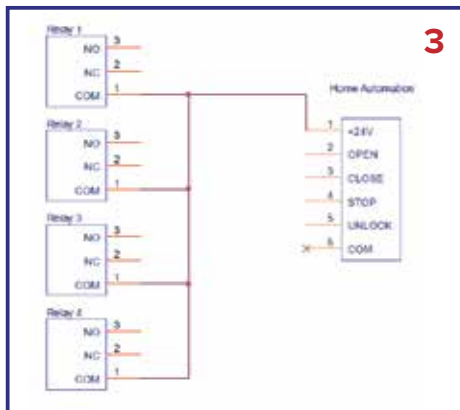 3
Relay 1
NO 3
NC 2
COM 1
Relay 2
NO 3
NC 2
COM 1
Relay 3
NO 3
NC 2
COM 1
Relay 4
NO 3
NC 2
COM 1
Home Automation
1 +24V
2 OPEN
3 CLOSE
4 STOP
5 UNLOCK
6 COM